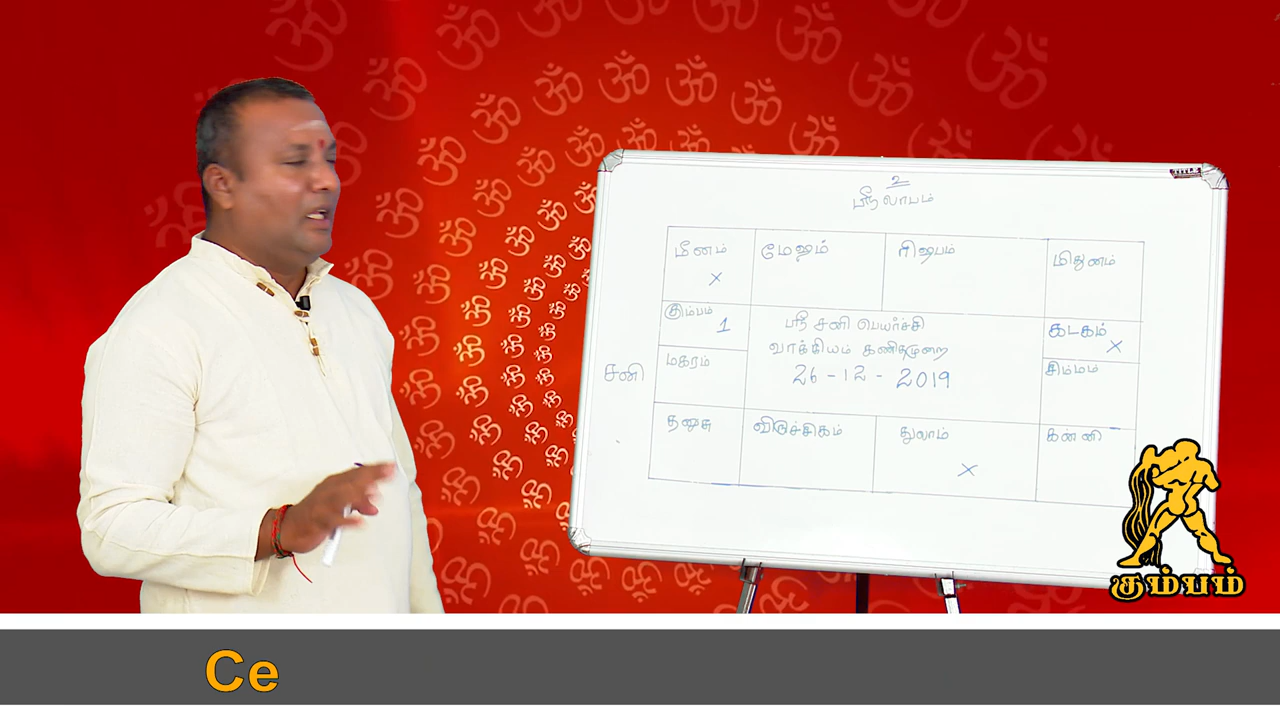 உ
ஸ்ரீ லாபம்
மீனம் மேஷம் ரிஷபம் மிதுனம்
X
கும்பம் 1
ஸ்ரீ சனி பெயர்ச்சி
வாக்கியம் கணிதமுறை
26-12-2019
கடகம் X
சனி மகரம் சிம்மம்
தனுசு விருச்சிகம் துலாம் கன்னி
X
கும்பம்
Ce